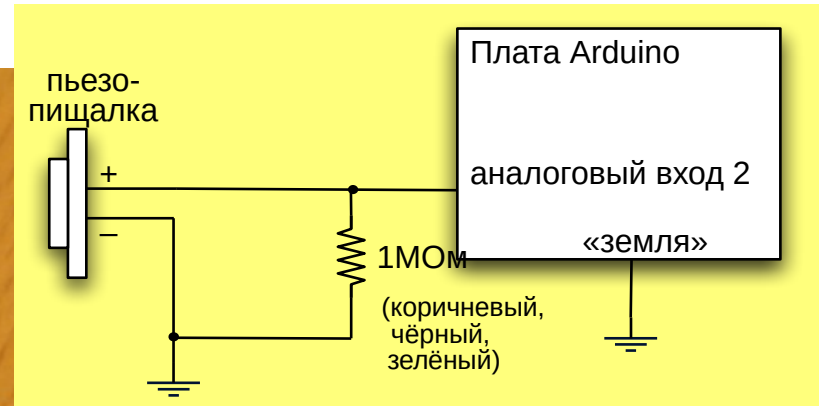 Плата Arduino
пьезо-
пищалка
+
аналоговый вход 2
–
«земля»
1МОм
(коричневый,
чёрный,
зелёный)